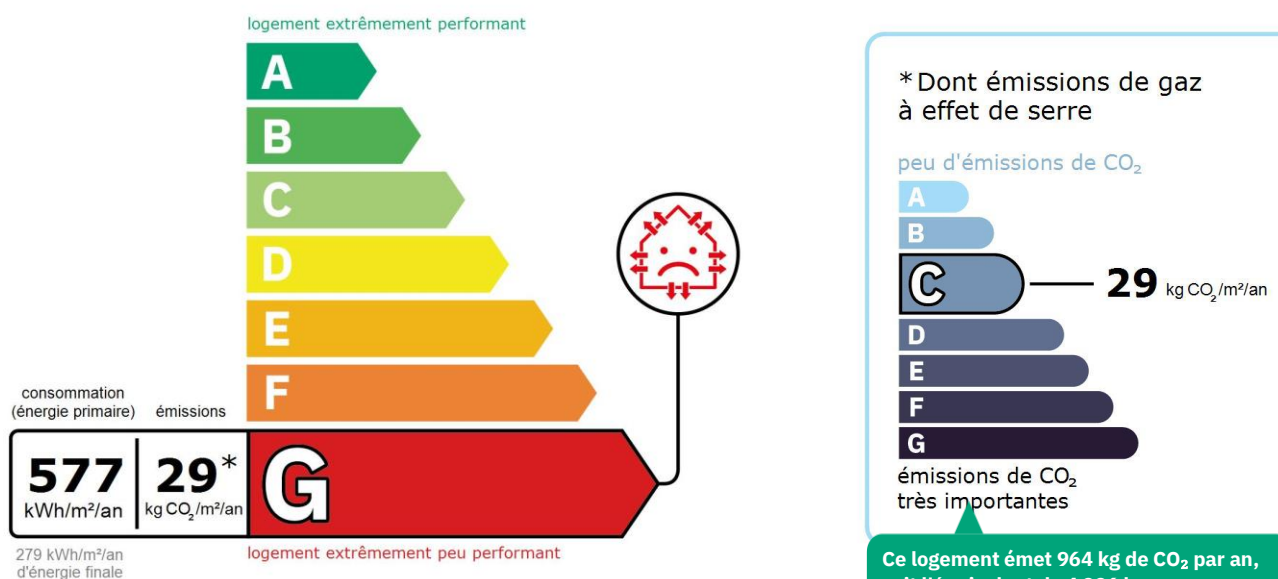 logement extrêmement performant
A
B
C
D
E
F
consommation
(énergie primaire)
émissions
577
kWh/m²/an
29*
kg CO₂/m²/an
G
279 kWh/m²/an
d'énergie finale
logement extrêmement peu performant
*Dont émissions de gaz
à effet de serre
peu d'émissions de CO₂
A
B
C
29 kg CO₂/m²/an
D
E
F
G
émissions de CO₂
très importantes
Ce logement émet 964 kg de CO₂ par an,